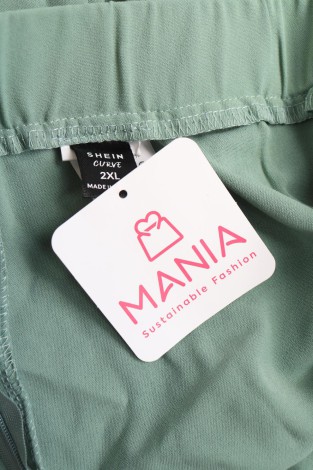 SHEIN
CURVE
2XL
MADE IN
MANIA
Sustainable Fashion